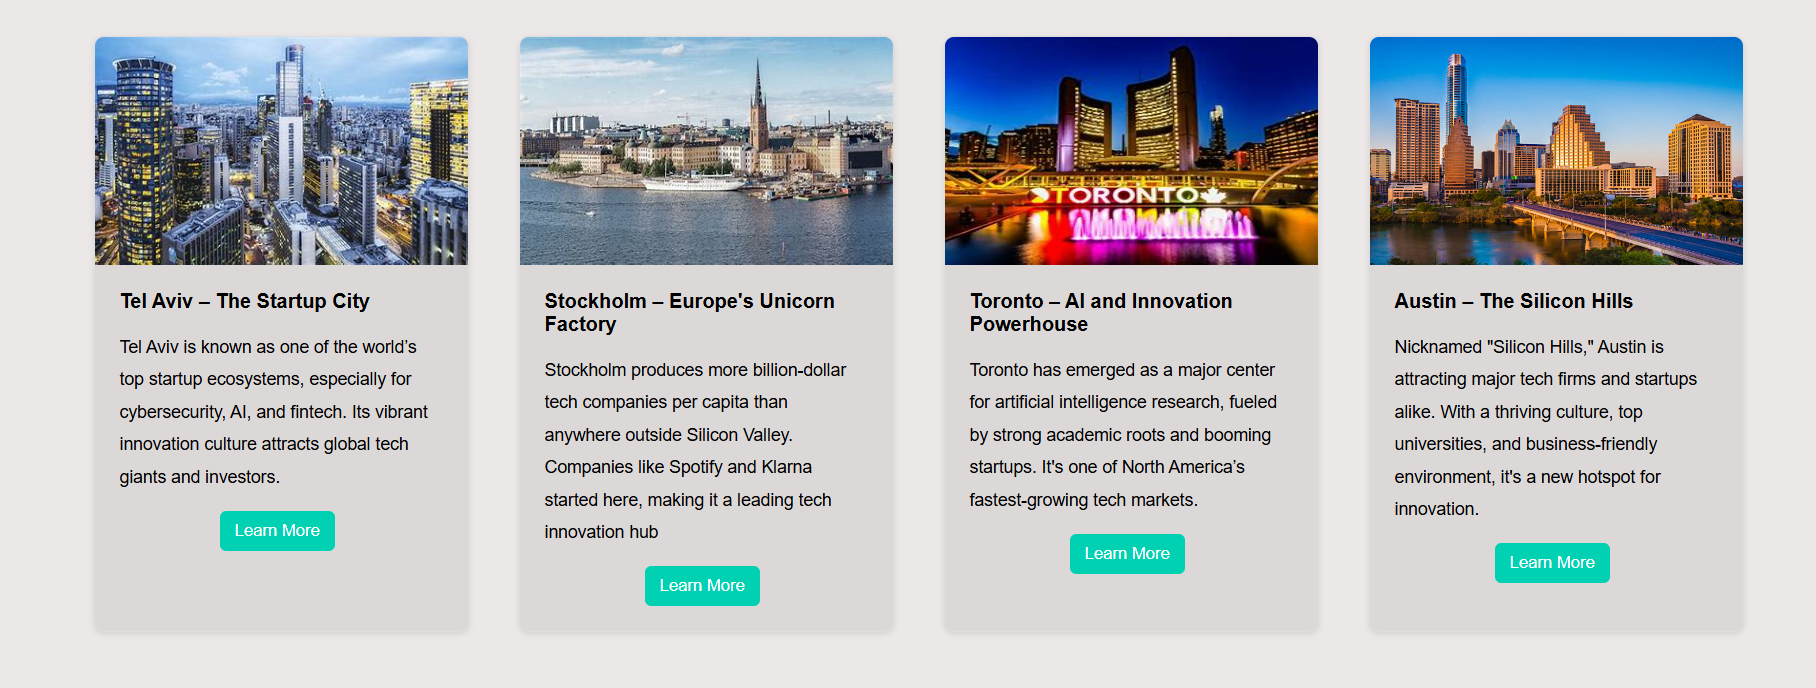 TORONTO
Tel Aviv – The Startup City
Tel Aviv is known as one of the world’s
top startup ecosystems, especially for
cybersecurity, AI, and fintech. Its vibrant
innovation culture attracts global tech
giants and investors.
Learn More
Stockholm – Europe's Unicorn
Factory
Stockholm produces more billion-dollar
tech companies per capita than
anywhere outside Silicon Valley.
Companies like Spotify and Klarna
started here, making it a leading tech
innovation hub
Learn More
Toronto – AI and Innovation
Powerhouse
Toronto has emerged as a major center
for artificial intelligence research, fueled
by strong academic roots and booming
startups. It's one of North America’s
fastest-growing tech markets.
Learn More
Austin – The Silicon Hills
Nicknamed "Silicon Hills," Austin is
attracting major tech firms and startups
alike. With a thriving culture, top
universities, and business-friendly
environment, it's a new hotspot for
innovation.
Learn More